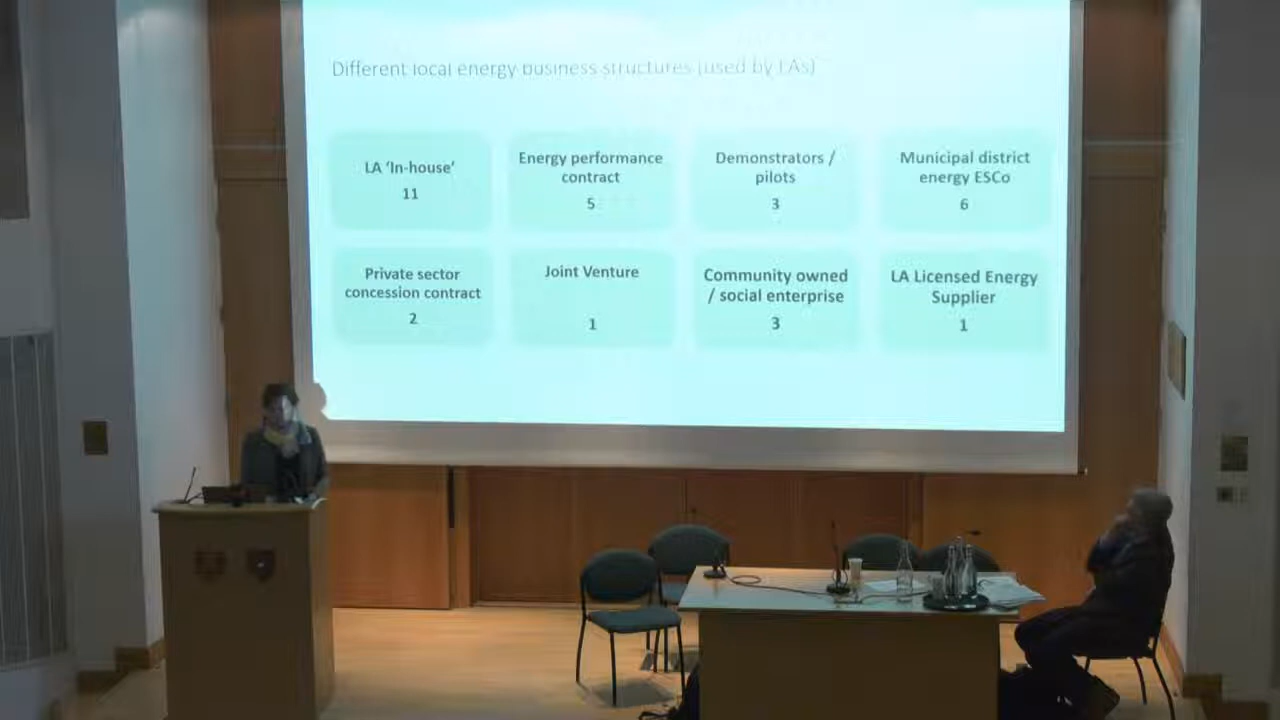 Different local energy business structures (used by LAs)
LA 'In-house'
11
Energy performance
contract
5
Demonstrators /
pilots
3
Municipal district
energy ESCo
6
Private sector
concession contract
2
Joint Venture
1
Community owned
/ social enterprise
3
LA Licensed Energy
Supplier
1